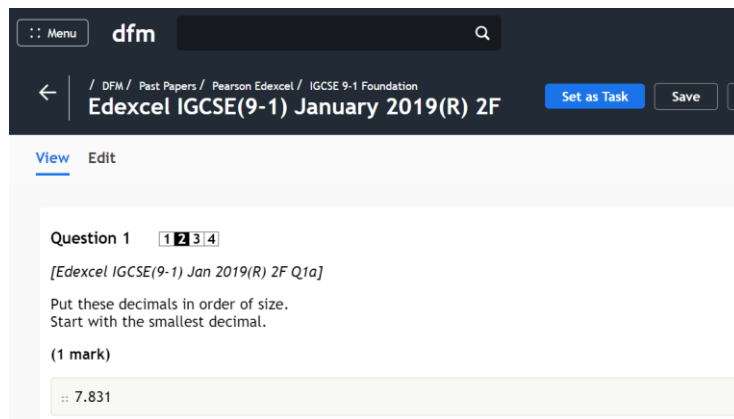 :: Menu dfm
/ DFM / Past Papers / Pearson Edexcel / IGCSE 9-1 Foundation
Edexcel IGCSE(9-1) January 2019(R) 2F
Set as Task Save
View Edit
Question 1 1 2 3 4
[Edexcel IGCSE(9-1) Jan 2019(R) 2F Q1a]
Put these decimals in order of size.
Start with the smallest decimal.
(1 mark)
:: 7.831